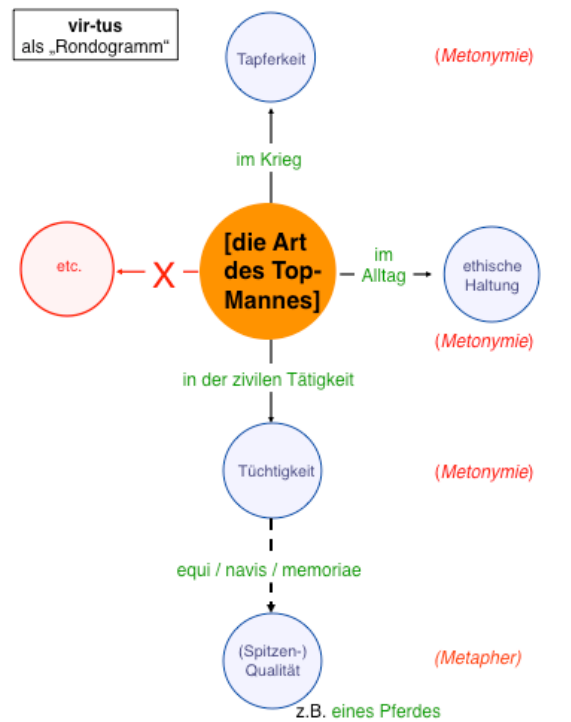 vir-tus
als „Rondogramm“
Tapferkeit
(Metonymie)
im Krieg
[die Art
des Top-
Mannes]
etc.
X
im
Alltag
ethische
Haltung
(Metonymie)
in der zivilen Tätigkeit
Tüchtigkeit
(Metonymie)
equi / navis / memoriae
(Spitzen-)
Qualität
(Metapher)
z.B. eines Pferdes